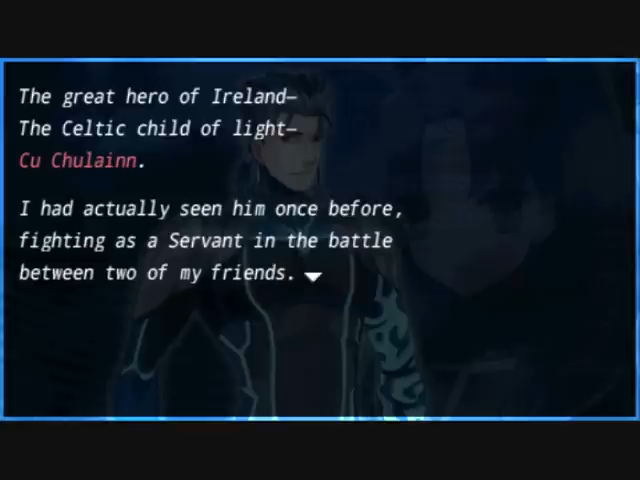 The great hero of Ireland—
The Celtic child of light—
Cu Chulainn.
I had actually seen him once before,
fighting as a Servant in the battle
between two of my friends.